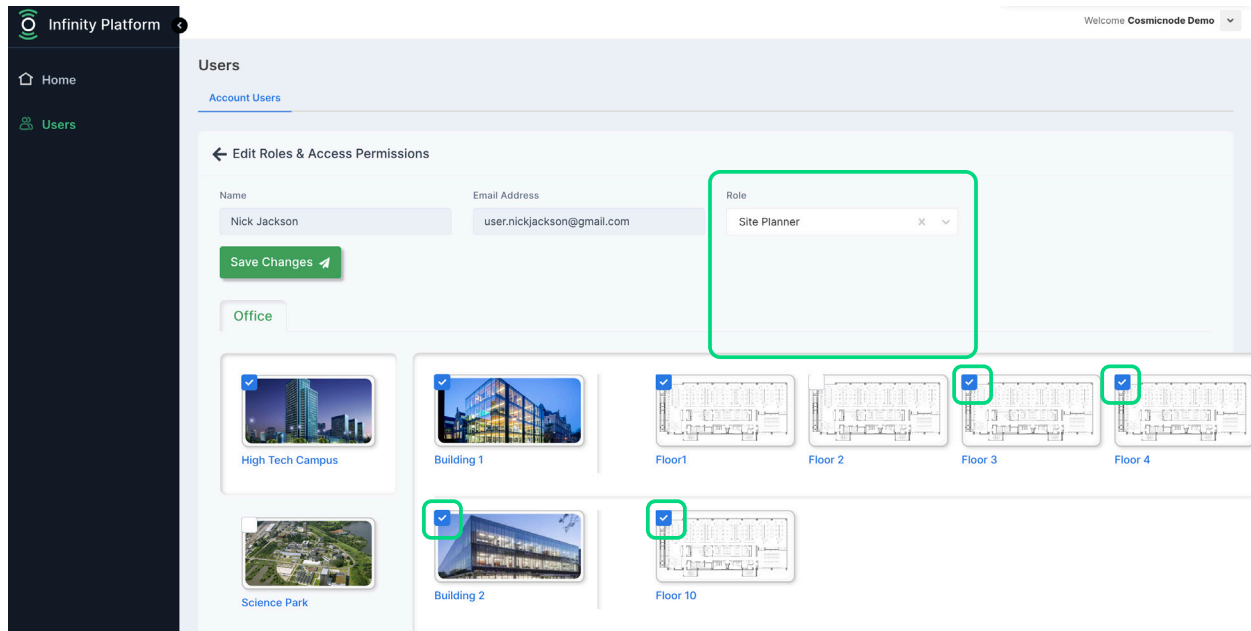 Infinity Platform
Welcome Cosmicnode Demo
Home
Users
Users
Account Users
Edit Roles & Access Permissions
Name
Email Address
Role
Nick Jackson
user.nickjackson@gmail.com
Site Planner
Save Changes
Office
High Tech Campus
Building 1
Floor1
Floor 2
Floor 3
Floor 4
Science Park
Building 2
Floor 10